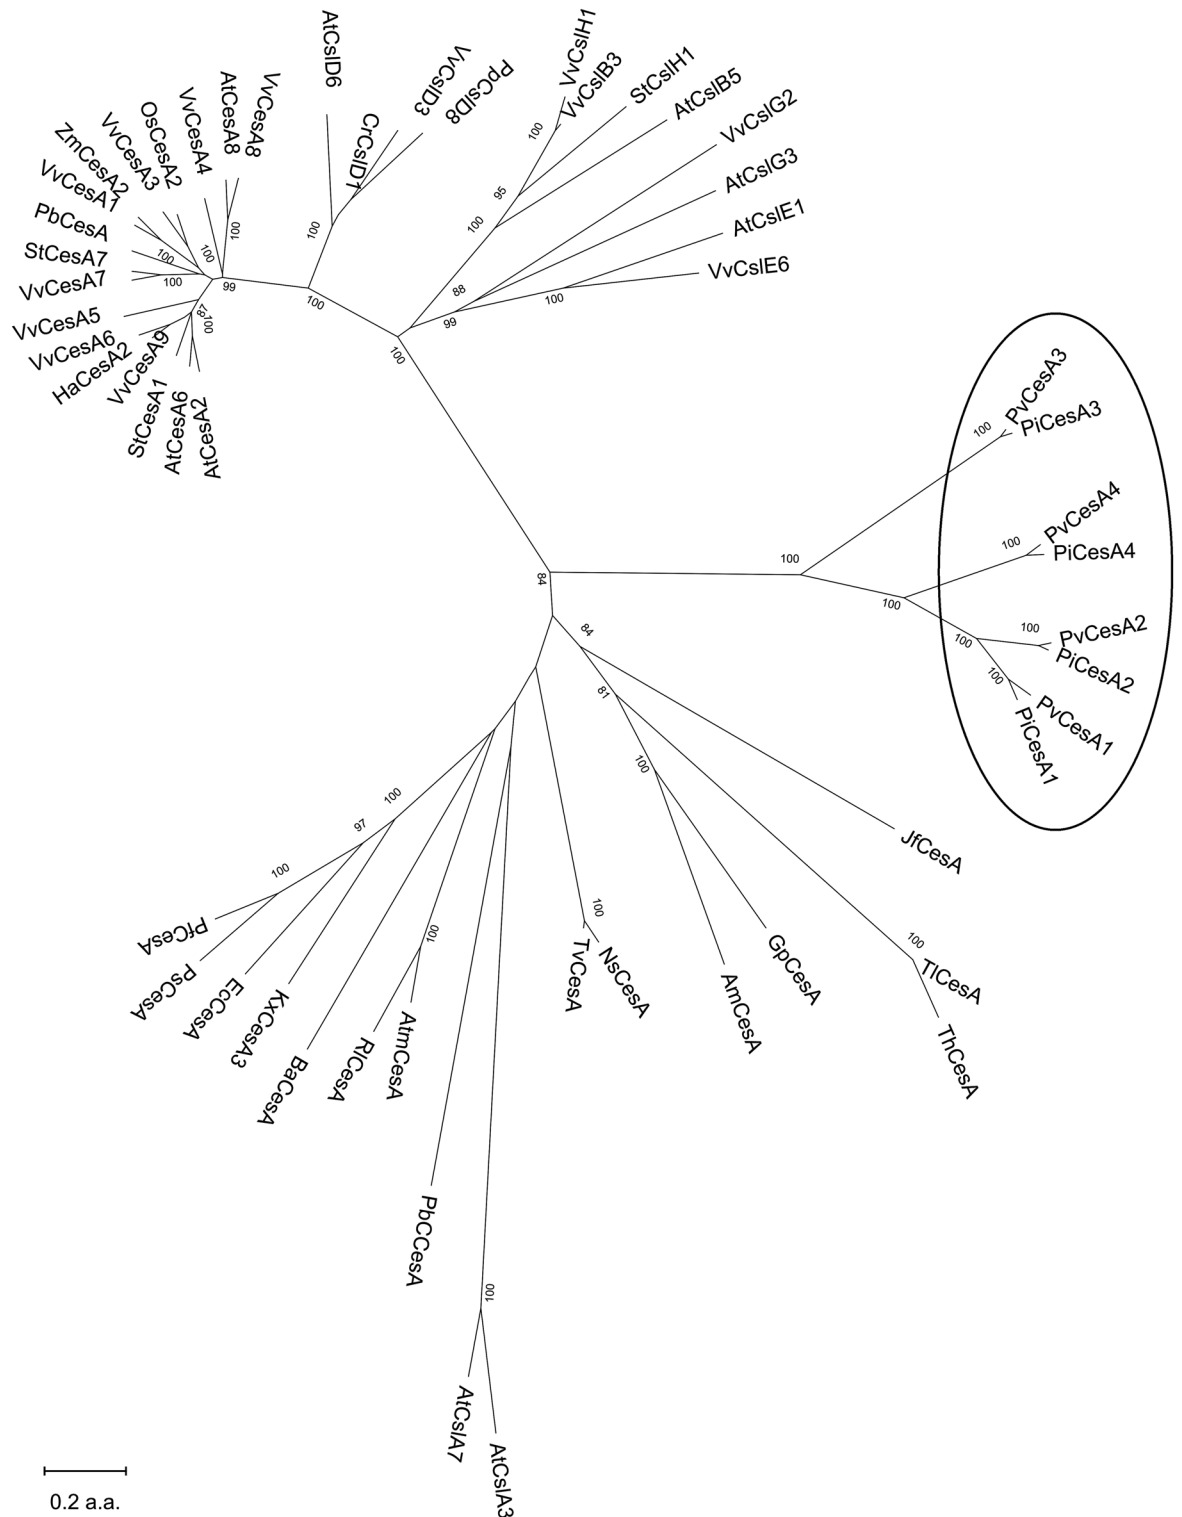 AtCslD6
CrCslD1
VvCslD3
PpCslD8
VvCslH1
VvCslB3
StCslH1
AtCslB5
VvCslG2
AtCslG3
AtCslE1
VvCslE6
VvCesA8
AtCesA8
VvCesA4
OsCesA2
VvCesA3
ZmCesA2
VvCesA1
PbCesA
StCesA7
VvCesA7
VvCesA5
VvCesA6
HaCesA2
VvCesA9
StCesA1
AtCesA6
AtCesA2
100
100
100
100
99
87
100
100
100
100
95
100
88
99
100
100
PvCesA3
PiCesA3
100
PvCesA4
PiCesA4
100
100
100
PvCesA2
PiCesA2
100
100
PvCesA1
PiCesA1
100
84
84
81
100
JfCesA
100
TlCesA
ThCesA
GpCesA
AmCesA
100
NsCesA
TvCesA
100
97
100
PfCesA
PsCesA
EcCesA
KxCesA3
BaCesA
100
RlCesA
AtmCesA
PbCCesA
100
AtCslA7
AtCslA3
0.2 a.a.